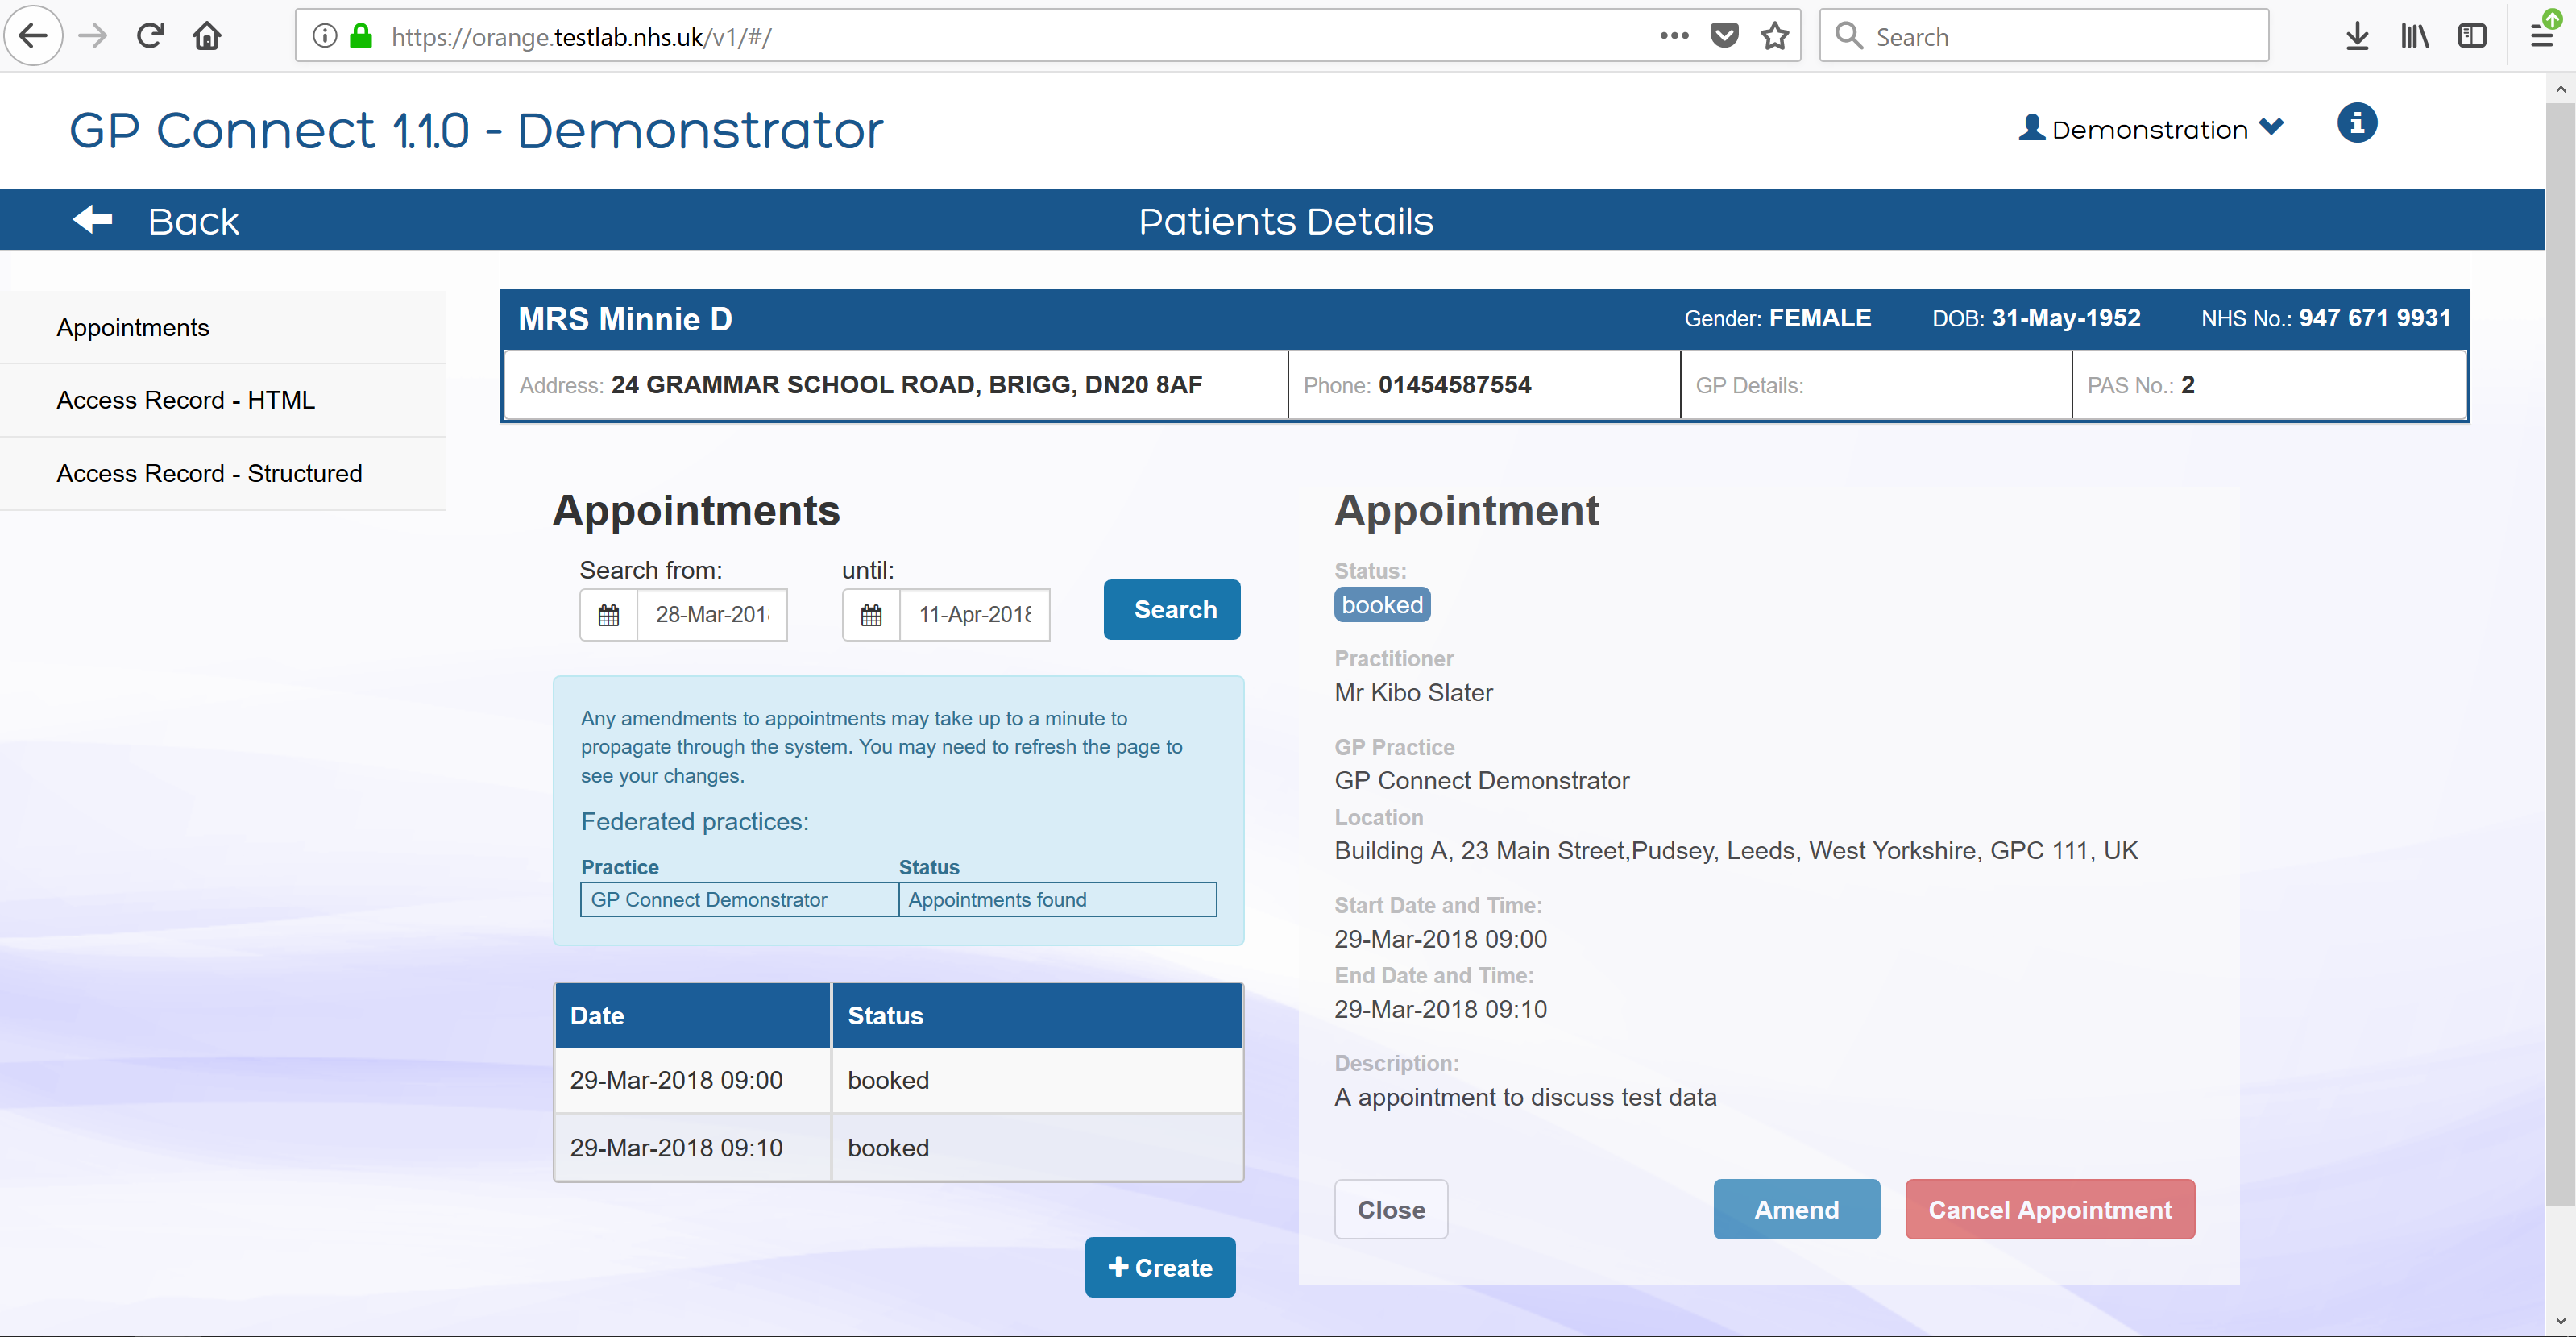 https://orange.testlab.nhs.uk/v1/#/
Search
GP Connect 1.1.0 - Demonstrator
Demonstration
Back
Patients Details
Appointments
Access Record - HTML
Access Record - Structured
MRS Minnie D
Gender: FEMALE
DOB: 31-May-1952
NHS No.: 947 671 9931
Address: 24 GRAMMAR SCHOOL ROAD, BRIGG, DN20 8AF
Phone: 01454587554
GP Details:
PAS No.: 2
Appointments
Search from:
until:
28-Mar-201
11-Apr-2018
Search
Any amendments to appointments may take up to a minute to
propagate through the system. You may need to refresh the page to
see your changes.
Federated practices:
Practice
Status
GP Connect Demonstrator
Appointments found
Date
Status
29-Mar-2018 09:00
booked
29-Mar-2018 09:10
booked
Create
Appointment
Status:
booked
Practitioner
Mr Kibo Slater
GP Practice
GP Connect Demonstrator
Location
Building A, 23 Main Street,Pudsey, Leeds, West Yorkshire, GPC 111, UK
Start Date and Time:
29-Mar-2018 09:00
End Date and Time:
29-Mar-2018 09:10
Description:
A appointment to discuss test data
Close
Amend
Cancel Appointment